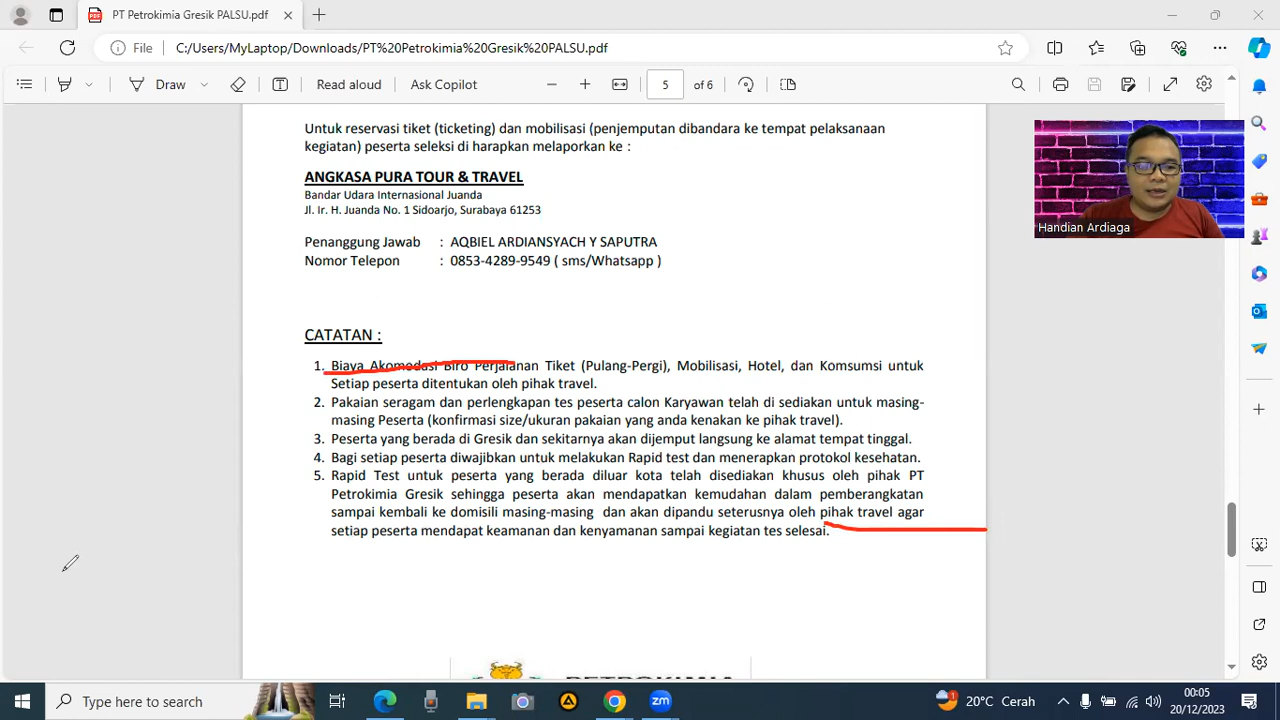 PT Petrokimia Gresik PALSU.pdf
File
C:/Users/MyLaptop/Downloads/PT%20Petrokimia%20Gresik%20PALSU.pdf
Draw
Read aloud
Ask Copilot
5
of 6
Untuk reservasi tiket (ticketing) dan mobilisasi (penjemputan dibandara ke tempat pelaksanaan
kegiatan) peserta seleksi di harapkan melaporkan ke :
ANGKASA PURA TOUR & TRAVEL
Bandar Udara Internasional Juanda
Jl. Ir. H. Juanda No. 1 Sidoarjo, Surabaya 61253
Penanggung Jawab : AQBIEL ARDIANSYACH Y SAPUTRA
Nomor Telepon : 0853-4289-9549 ( sms/Whatsapp )
Handian Ardiaga
CATATAN :
1. Biaya Akomodasi Biro Perjalanan Tiket (Pulang-Pergi), Mobilisasi, Hotel, dan Komsumsi untuk
Setiap peserta ditentukan oleh pihak travel.
2. Pakaian seragam dan perlengkapan tes peserta calon Karyawan telah di sediakan untuk masing-
masing Peserta (konfirmasi size/ukuran pakaian yang anda kenakan ke pihak travel).
3. Peserta yang berada di Gresik dan sekitarnya akan dijemput langsung ke alamat tempat tinggal.
4. Bagi setiap peserta diwajibkan untuk melakukan Rapid test dan menerapkan protokol kesehatan.
5. Rapid Test untuk peserta yang berada diluar kota telah disediakan khusus oleh pihak PT
Petrokimia Gresik sehingga peserta akan mendapatkan kemudahan dalam pemberangkatan
sampai kembali ke domisili masing-masing dan akan dipandu seterusnya oleh pihak travel agar
setiap peserta mendapat keamanan dan kenyamanan sampai kegiatan tes selesai.
PETROKIMIA
Type here to search
20°C Cerah
00:05
20/12/2023